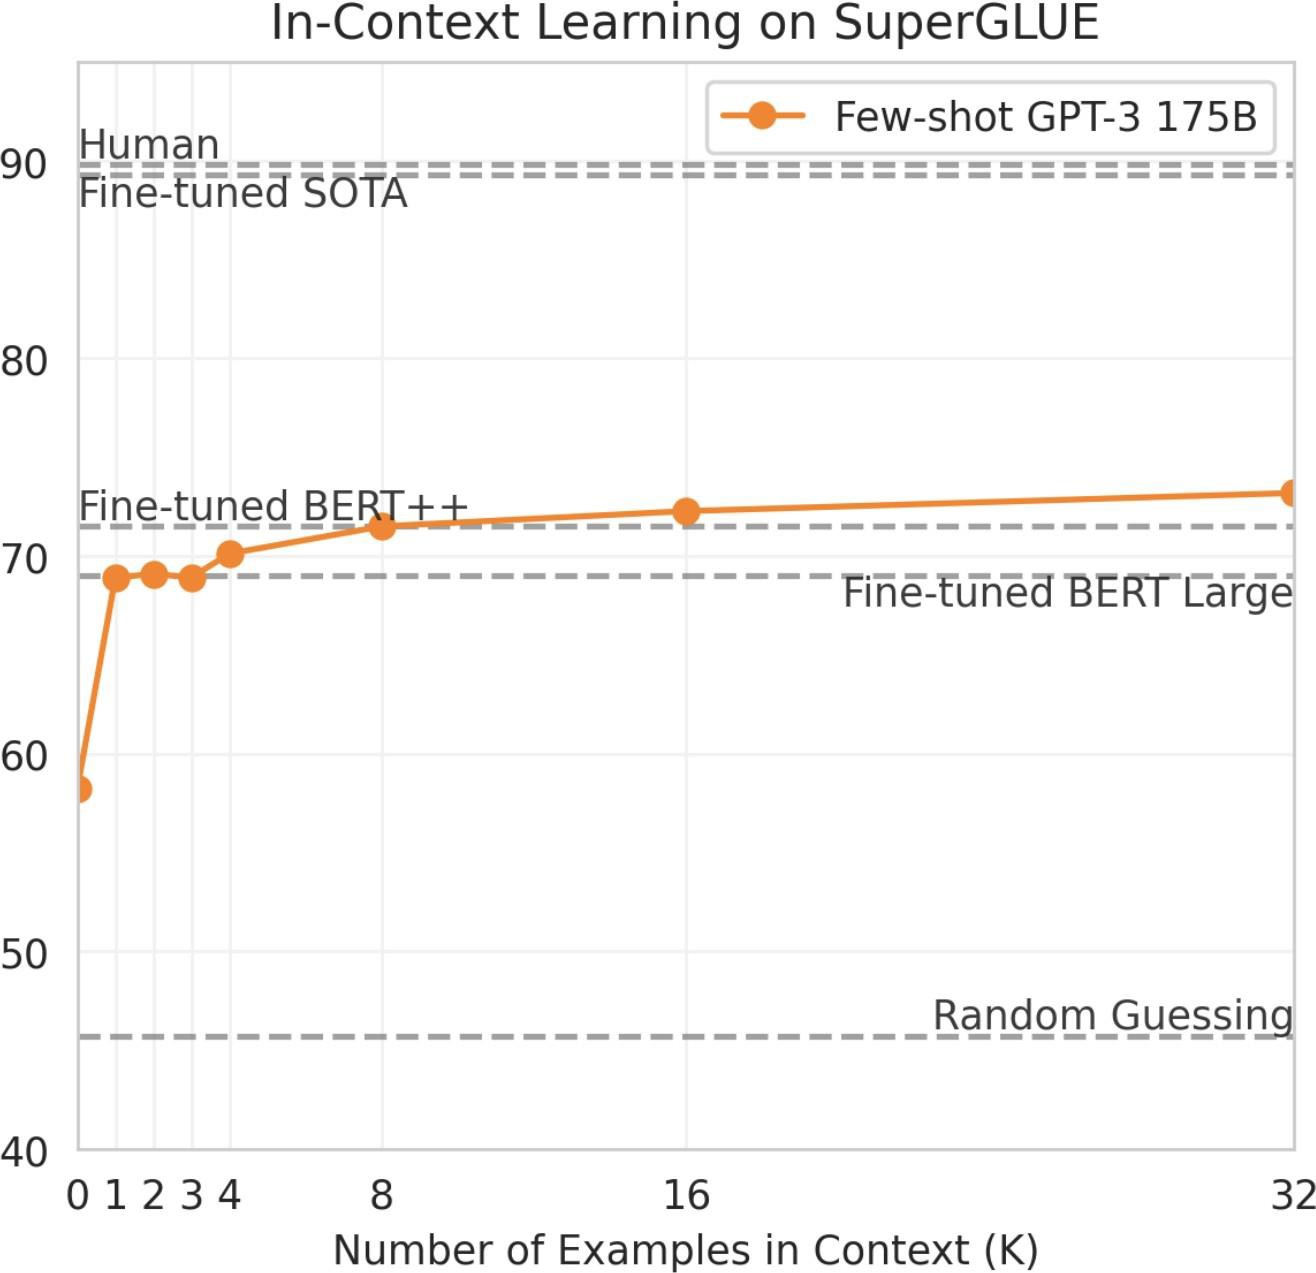 In-Context Learning on SuperGLUE
Few-shot GPT-3 175B
Human
90
Fine-tuned SOTA
80
Fine-tuned BERT++
70
Fine-tuned BERT Large
60
50
Random Guessing
40
0 1 2 3 4 8 16 32
Number of Examples in Context (K)